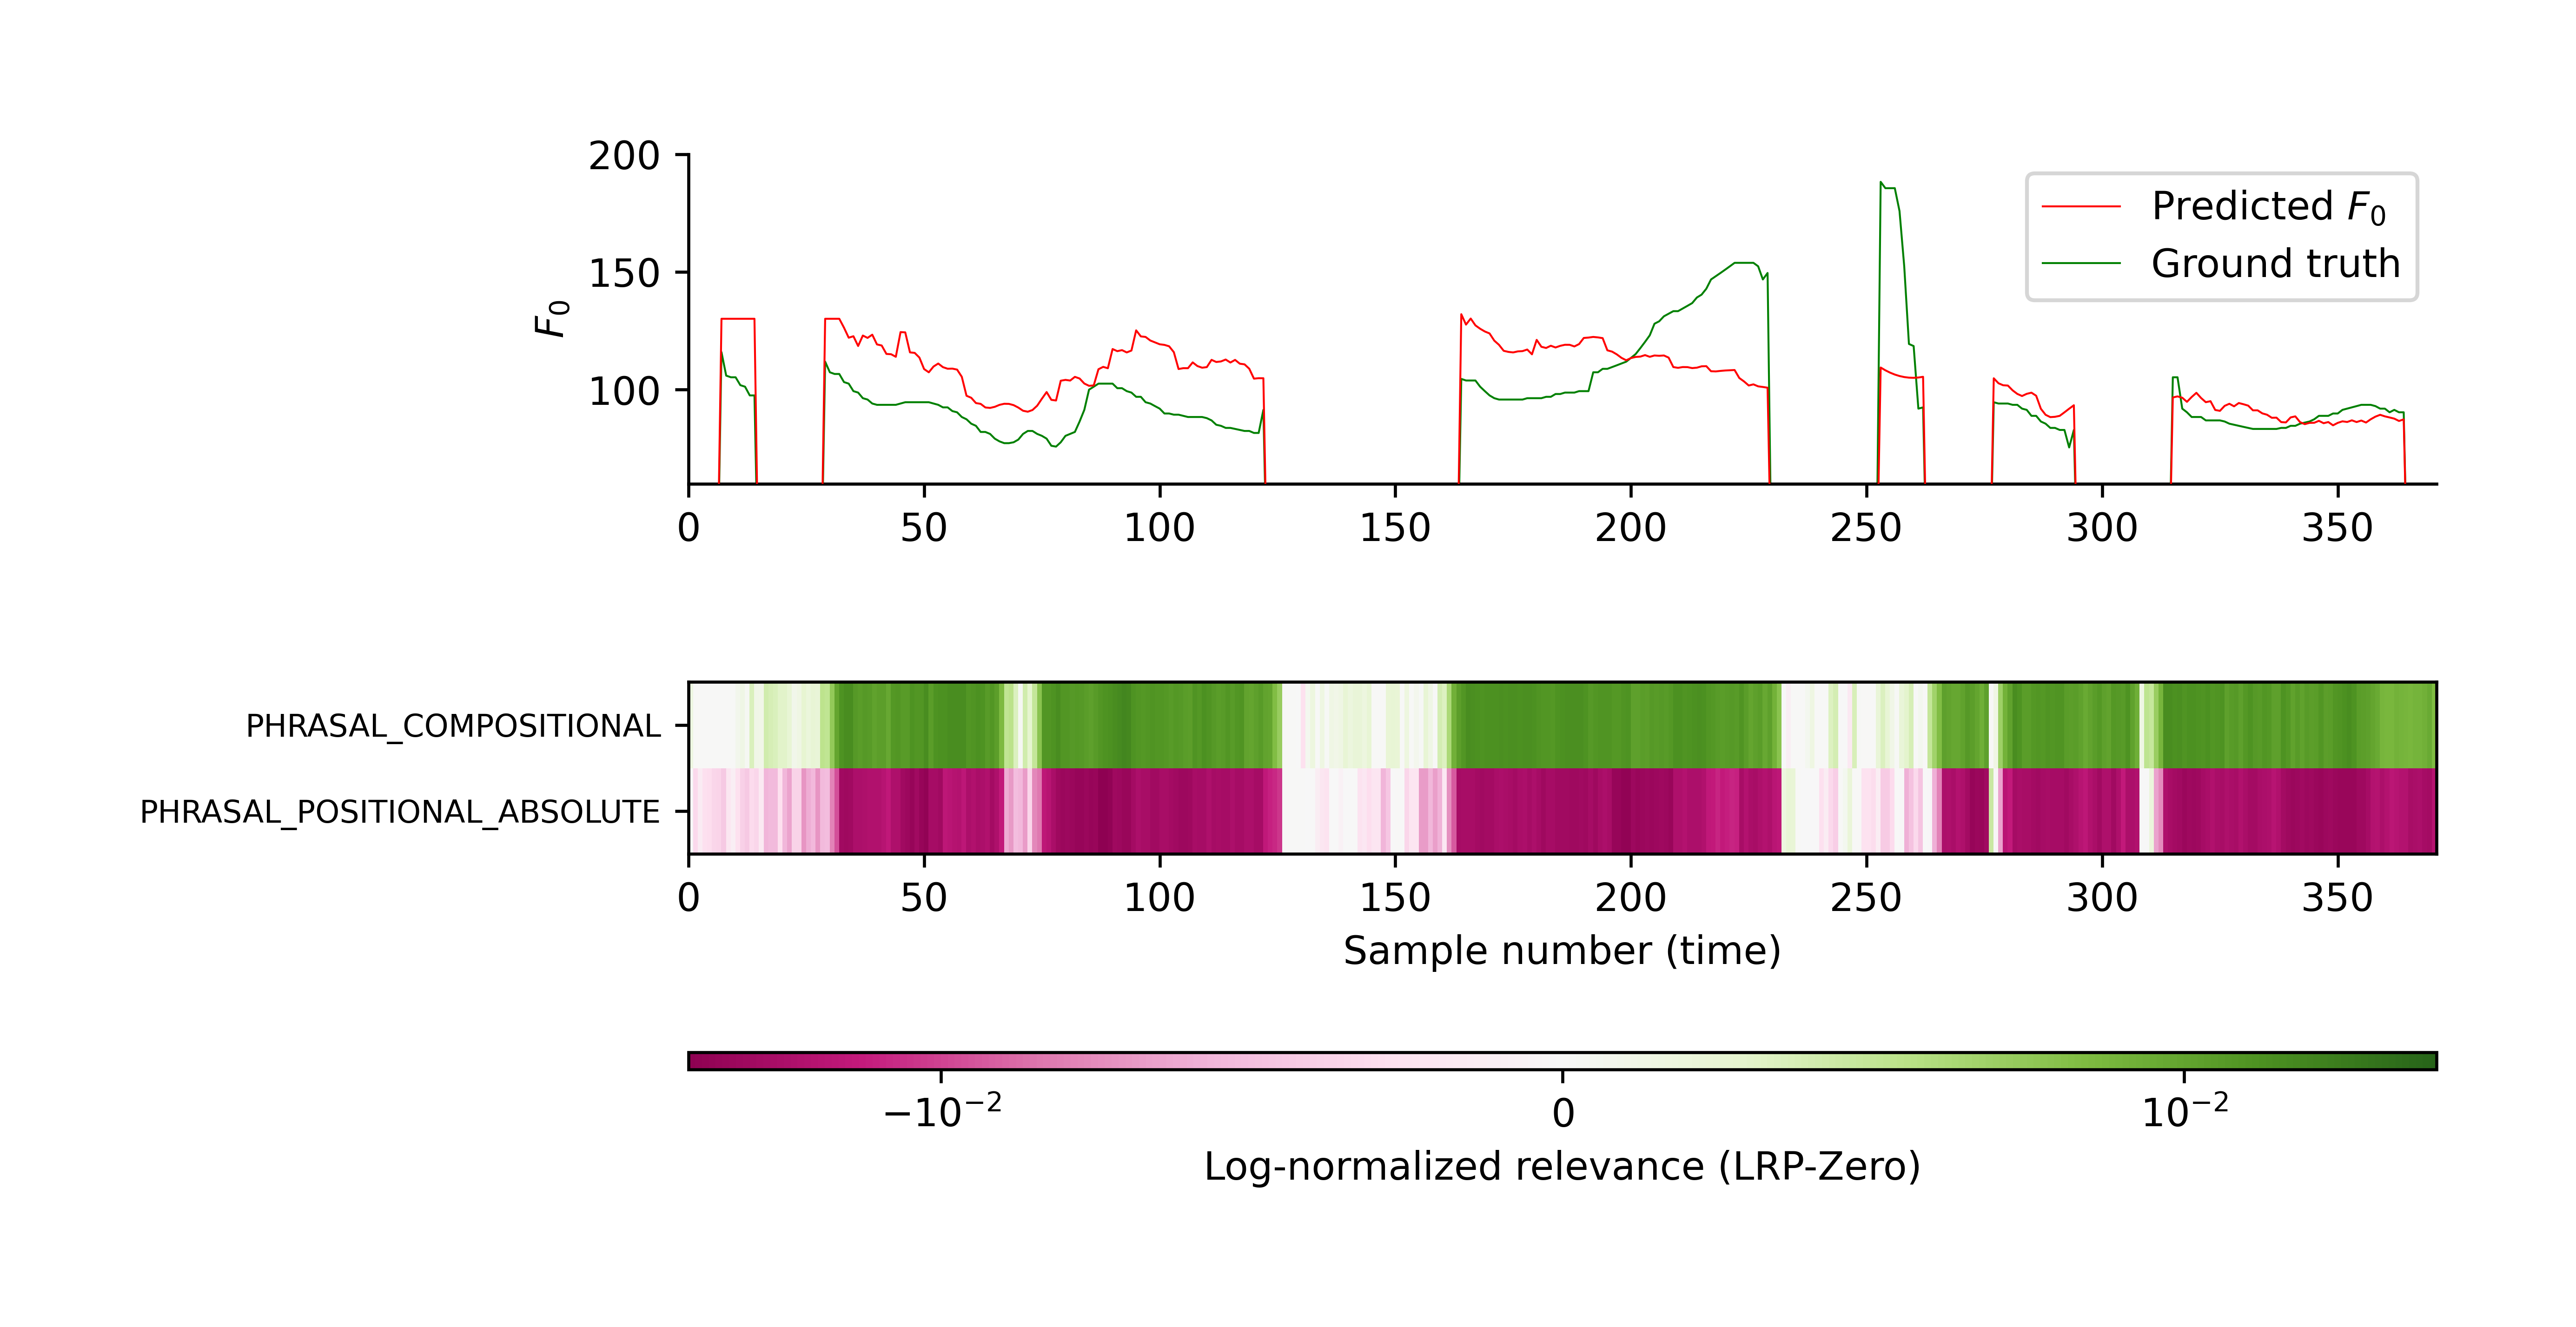 200
150
100
F₀
Predicted F₀
Ground truth
0 50 100 150 200 250 300 350
PHRASAL_COMPOSITIONAL
PHRASAL_POSITIONAL_ABSOLUTE
0 50 100 150 200 250 300 350
Sample number (time)
−10⁻² 0 10⁻²
Log-normalized relevance (LRP-Zero)